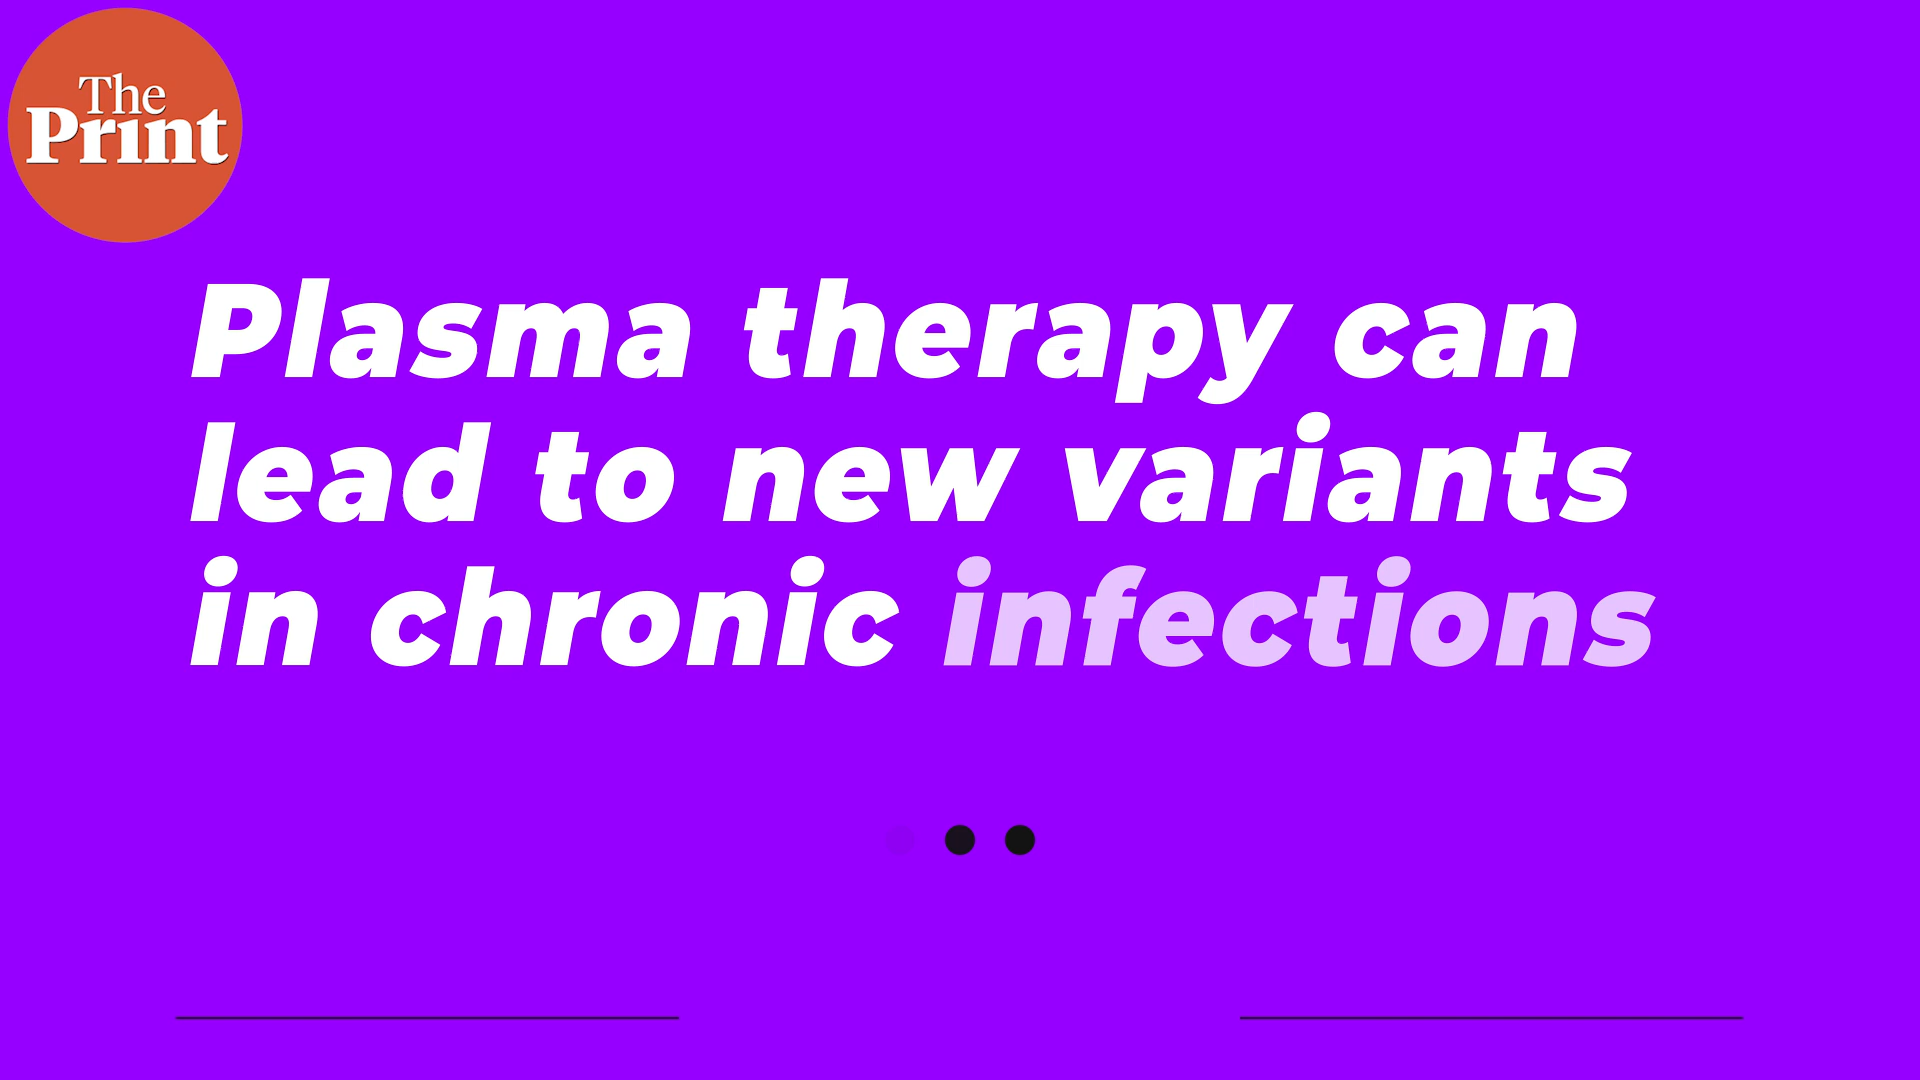 The
Print
Plasma therapy can
lead to new variants
in chronic infections